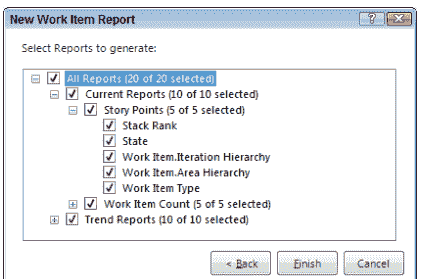 New Work Item Report
Select Reports to generate:
All Reports (20 of 20 selected)
Current Reports (10 of 10 selected)
Story Points (5 of 5 selected)
Stack Rank
State
Work Item.Iteration Hierarchy
Work Item.Area Hierarchy
Work Item Type
Work Item Count (5 of 5 selected)
Trend Reports (10 of 10 selected)
< Back Finish Cancel